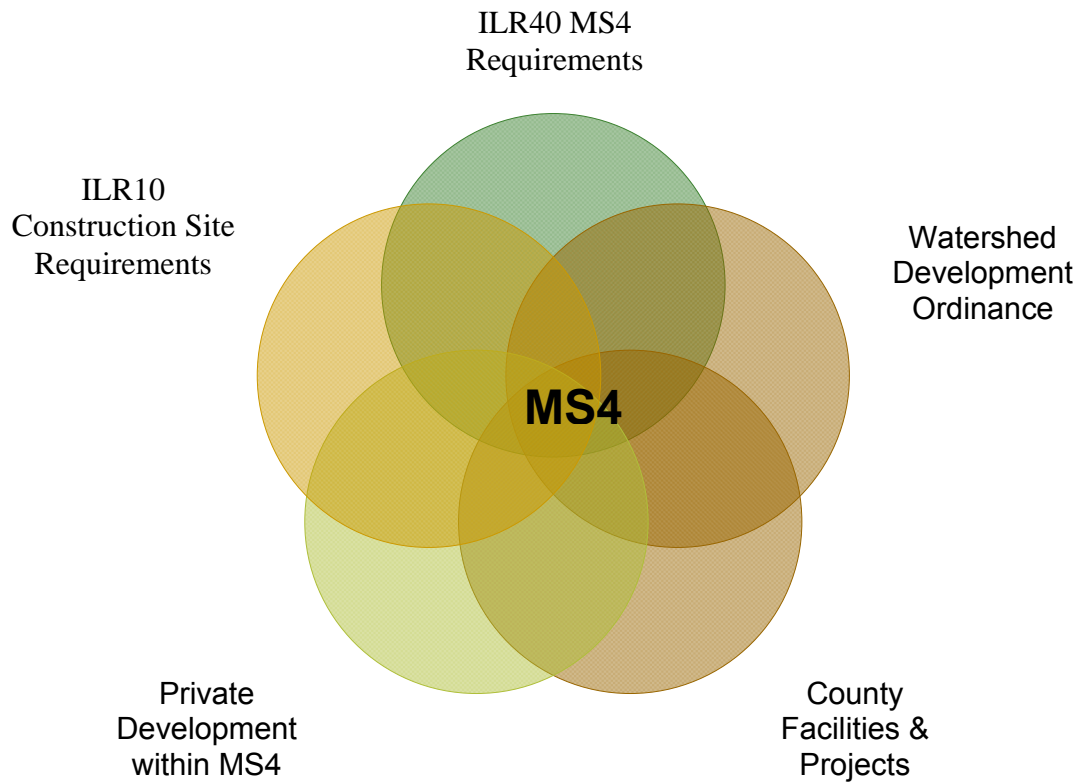 ILR40 MS4
Requirements
ILR10
Construction Site
Requirements
Watershed
Development
Ordinance
MS4
Private
Development
within MS4
County
Facilities &
Projects